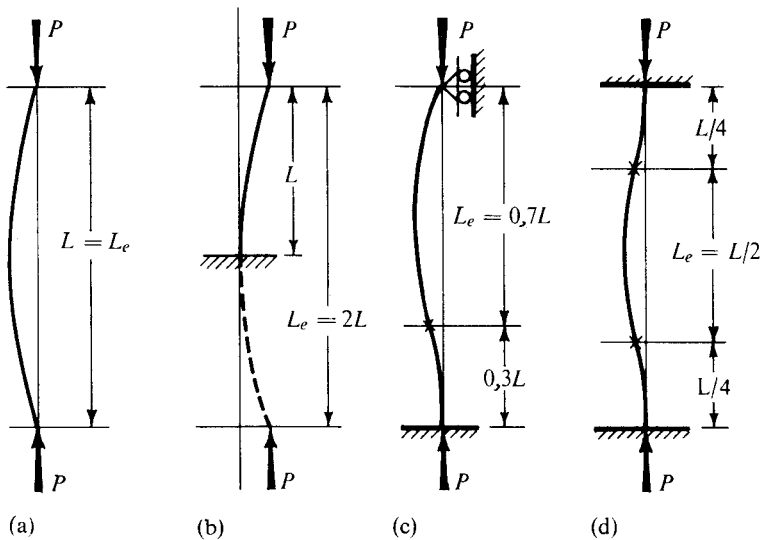 P
L = Lₑ
P
(a)
P
L
Lₑ = 2L
P
(b)
P
Lₑ = 0,7L
0,3L
P
(c)
P
L/4
Lₑ = L/2
L/4
P
(d)